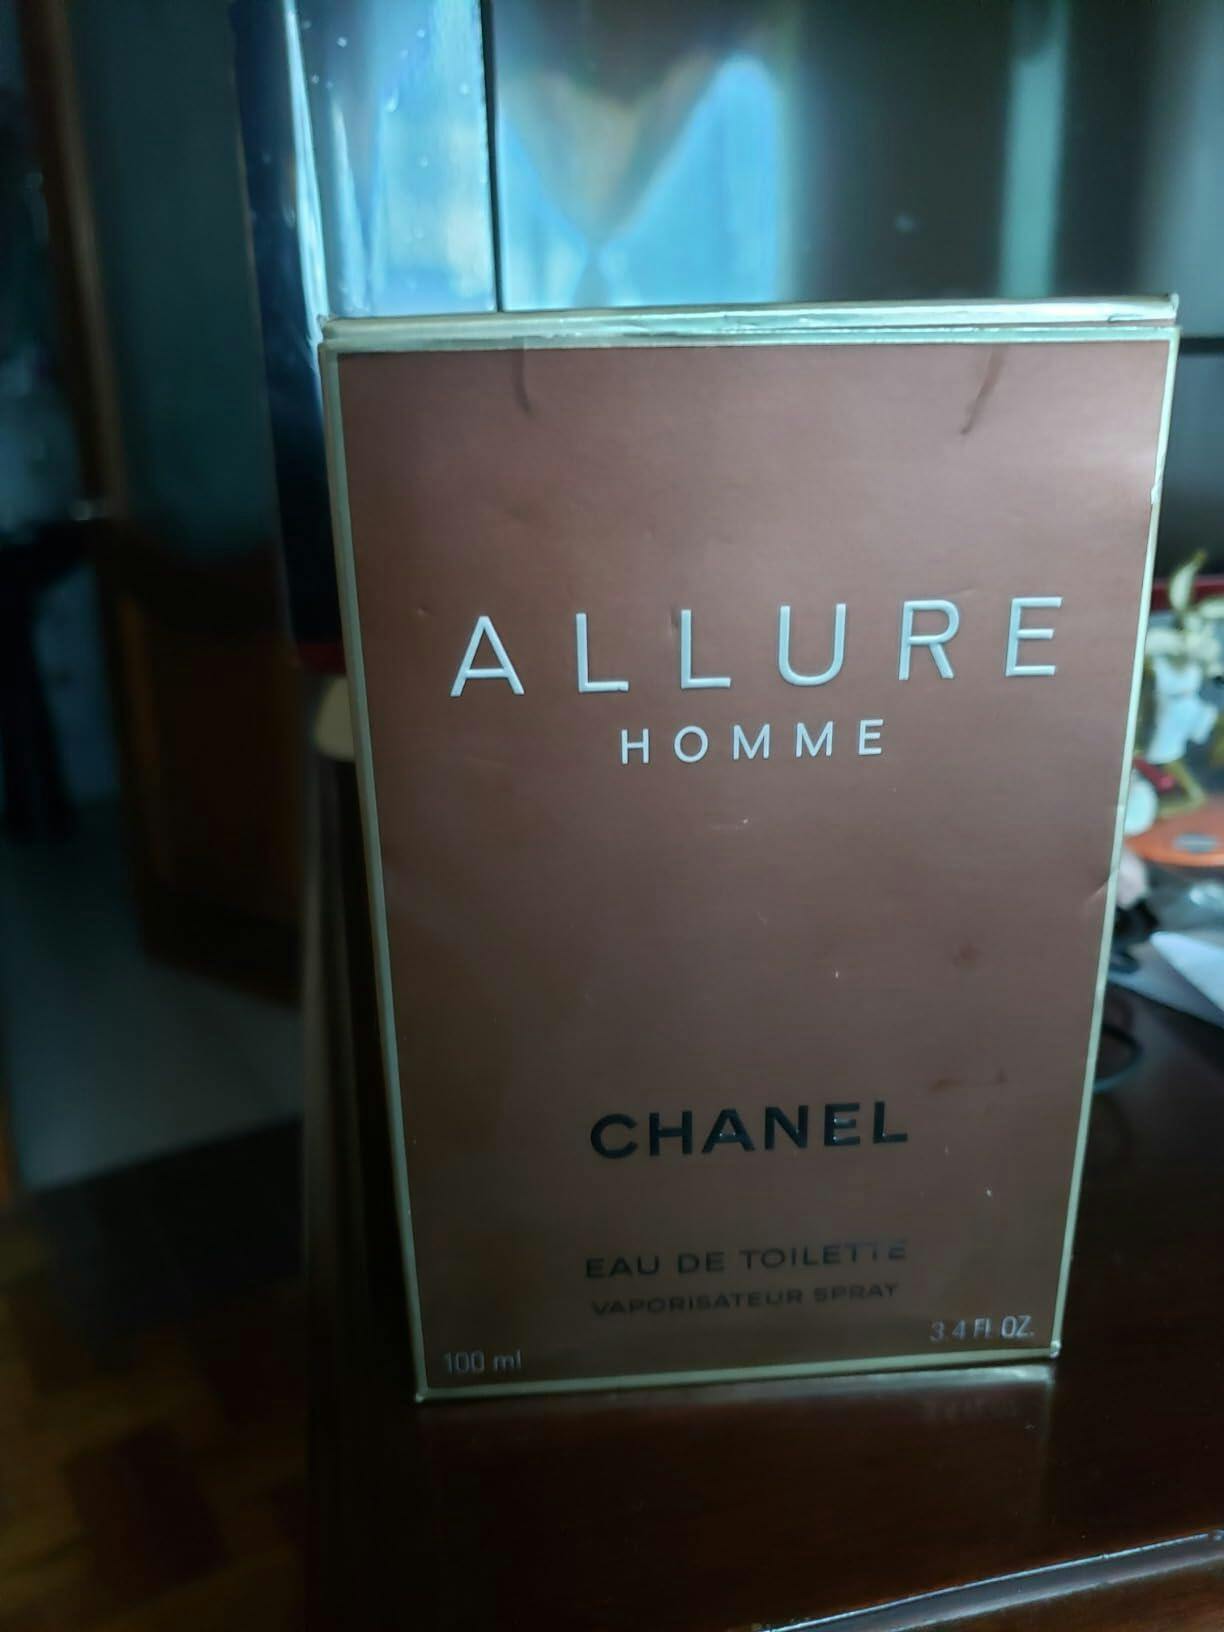 ALLURE
HOMME
CHANEL
EAU DE TOILETTE
VAPORISATEUR SPRAY
100 ml
3.4 FL OZ.